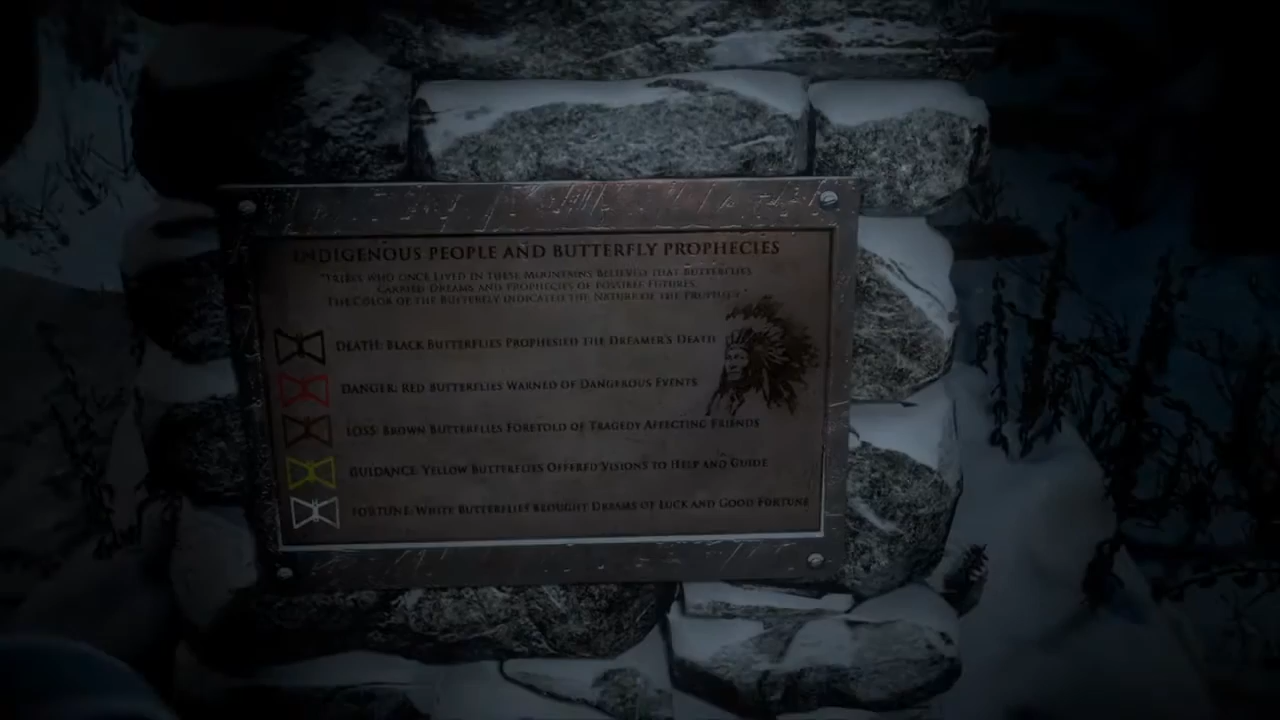 INDIGENOUS PEOPLE AND BUTTERFLY PROPHECIES
"TRIBES WHO ONCE LIVED IN THESE MOUNTAINS BELIEVED THAT BUTTERFLIES
CARRIED DREAMS AND PROPHECIES OF POSSIBLE FUTURES.
THE COLOR OF THE BUTTERFLY INDICATED THE NATURE OF THE PROPHECY."
DEATH: BLACK BUTTERFLIES PROPHESIED THE DREAMER'S DEATH
DANGER: RED BUTTERFLIES WARNED OF DANGEROUS EVENTS
LOSS: BROWN BUTTERFLIES FORETOLD OF TRAGEDY AFFECTING FRIENDS
GUIDANCE: YELLOW BUTTERFLIES OFFERED VISIONS TO HELP AND GUIDE
FORTUNE: WHITE BUTTERFLIES BROUGHT DREAMS OF LUCK AND GOOD FORTUNE